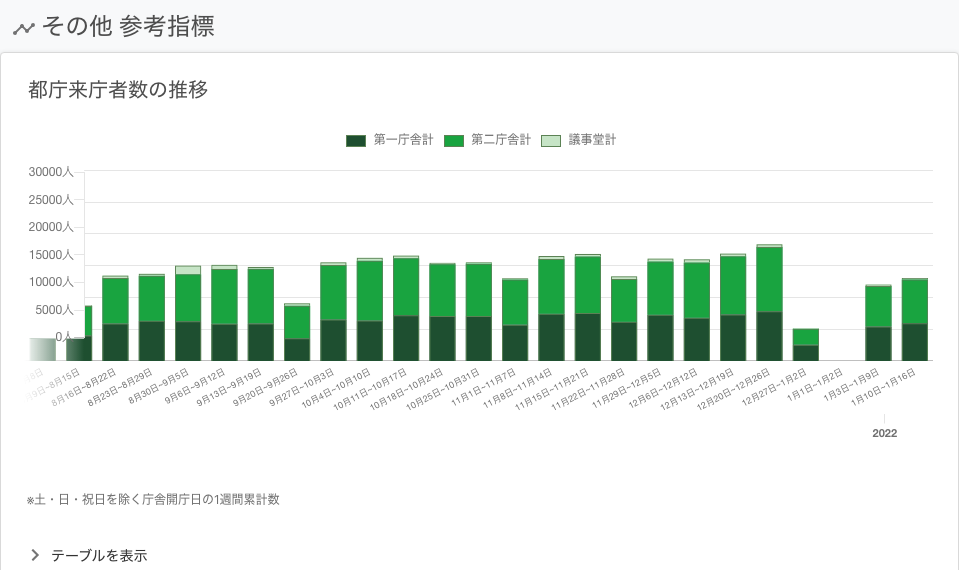 その他 参考指標
都庁来庁者数の推移
第一庁舎計 第二庁舎計 議事堂計
30000人
25000人
20000人
15000人
10000人
5000人
0人
8月16日~8月22日
8月23日~8月29日
8月30日~9月5日
9月6日~9月12日
9月13日~9月19日
9月20日~9月26日
9月27日~10月3日
10月4日~10月10日
10月11日~10月17日
10月18日~10月24日
10月25日~10月31日
11月1日~11月7日
11月8日~11月14日
11月15日~11月21日
11月22日~11月28日
11月29日~12月5日
12月6日~12月12日
12月13日~12月19日
12月20日~12月26日
12月27日~1月2日
1月1日~1月2日
1月3日~1月9日
1月10日~1月16日
2022
※土・日・祝日を除く庁舎開庁日の1週間累計数
テーブルを表示